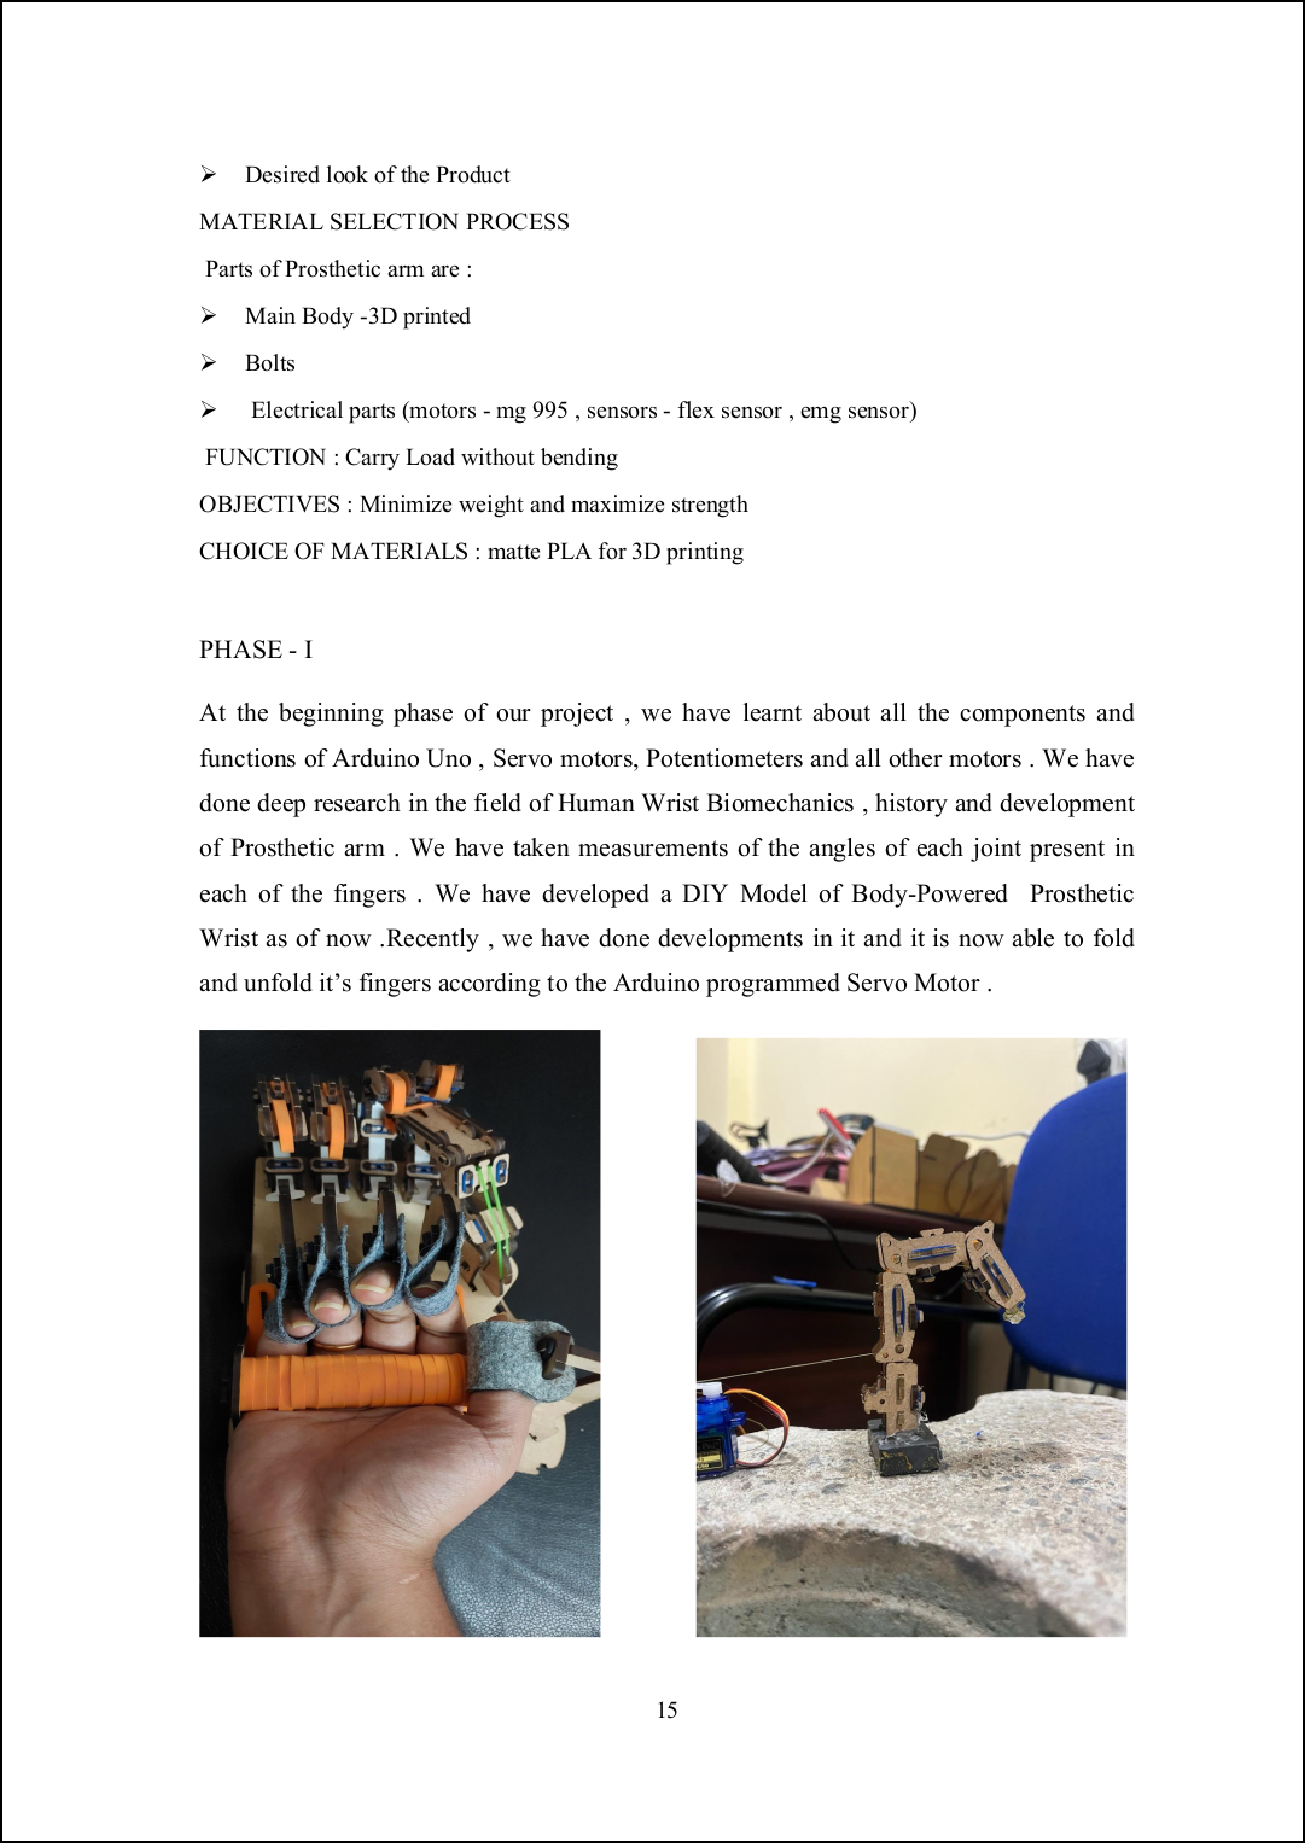 ➢ Desired look of the Product
MATERIAL SELECTION PROCESS
Parts of Prosthetic arm are :
➢ Main Body -3D printed
➢ Bolts
➢ Electrical parts (motors - mg 995 , sensors - flex sensor , emg sensor)
FUNCTION : Carry Load without bending
OBJECTIVES : Minimize weight and maximize strength
CHOICE OF MATERIALS : matte PLA for 3D printing
PHASE - I
At the beginning phase of our project , we have learnt about all the components and
functions of Arduino Uno , Servo motors, Potentiometers and all other motors . We have
done deep research in the field of Human Wrist Biomechanics , history and development
of Prosthetic arm . We have taken measurements of the angles of each joint present in
each of the fingers . We have developed a DIY Model of Body-Powered Prosthetic
Wrist as of now .Recently , we have done developments in it and it is now able to fold
and unfold it’s fingers according to the Arduino programmed Servo Motor .
15